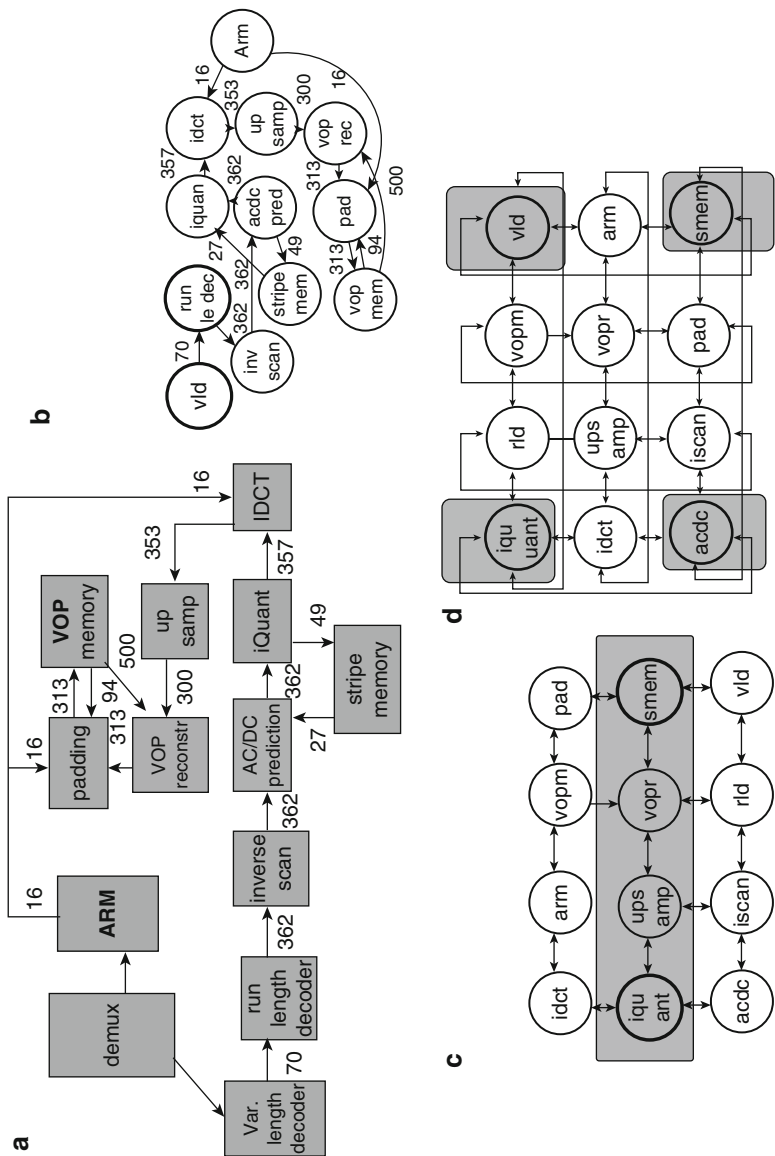 a
demux
ARM
16
16
16
Var.
length
decoder
70
run
length
decoder
362
inverse
scan
362
AC/DC
prediction
362
iQuant
357
IDCT
27
49
stripe
memory
padding
313
94
313
VOP
memory
500
VOP
reconstr
300
up
samp
353
b
vld
70
run
le dec
362
inv
scan
362
27
stripe
mem
49
acdc
pred
362
iquan
357
idct
16
Arm
353
up
samp
300
vop
rec
16
313
pad
313
94
vop
mem
500
c
idct
arm
vopm
pad
iqu
ant
ups
amp
vopr
smem
acdc
iscan
rld
vld
d
iqu
uant
rld
vopm
vld
idct
ups
amp
vopr
arm
acdc
iscan
pad
smem